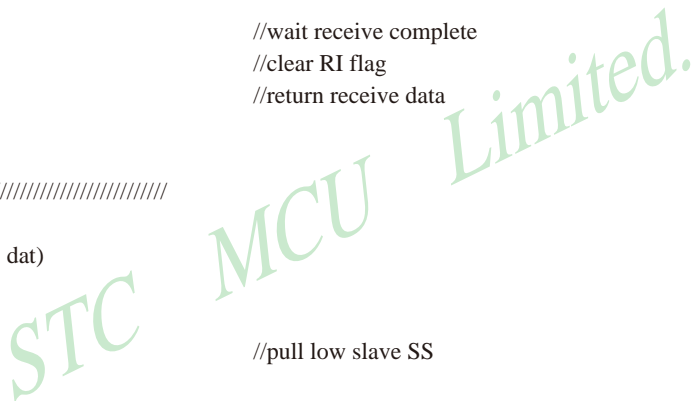 //wait receive complete
//clear RI flag
//return receive data
/////////////////////////
dat)
//pull low slave SS
STC MCU Limited.